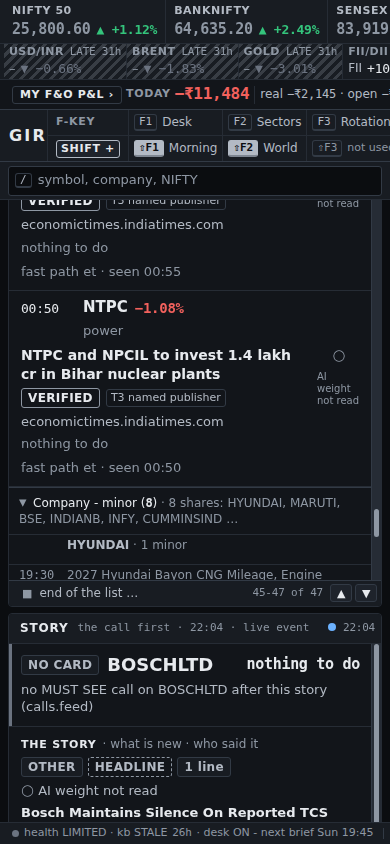 NIFTY 50 BANKNIFTY SENSEX
25,800.60 ▲ +1.12% 64,635.20 ▲ +2.49% 83,919
USD/INR LATE 31h BRENT LATE 31h GOLD LATE 31h FII/DII
— ▼ −0.66% — ▼ −1.83% — ▼ −3.01% FII +10
MY F&O P&L › TODAY −₹11,484 real −₹2,145 · open −₹
GIR F-KEY F1 Desk F2 Sectors F3 Rotation
SHIFT + ⇧F1 Morning ⇧F2 World ⇧F3 not used
/ symbol, company, NIFTY
VERIFIED T3 named publisher not read
economictimes.indiatimes.com
nothing to do
fast path et · seen 00:55
00:50 NTPC −1.08%
power
NTPC and NPCIL to invest 1.4 lakh
cr in Bihar nuclear plants
VERIFIED T3 named publisher
AI
weight
not read
economictimes.indiatimes.com
nothing to do
fast path et · seen 00:50
▼ Company - minor (8) · 8 shares: HYUNDAI, MARUTI,
BSE, INDIANB, INFY, CUMMINSIND …
HYUNDAI · 1 minor
19:30 2027 Hyundai Bayon CNG Mileage, Engine
■ end of the list … 45-47 of 47 ▲ ▼
STORY the call first · 22:04 · live event ● 22:04
NO CARD BOSCHLTD nothing to do
no MUST SEE call on BOSCHLTD after this story
(calls.feed)
THE STORY · what is new · who said it
OTHER HEADLINE 1 line
○ AI weight not read
Bosch Maintains Silence On Reported TCS
● health LIMITED · kb STALE 26h · desk ON - next brief Sun 19:45